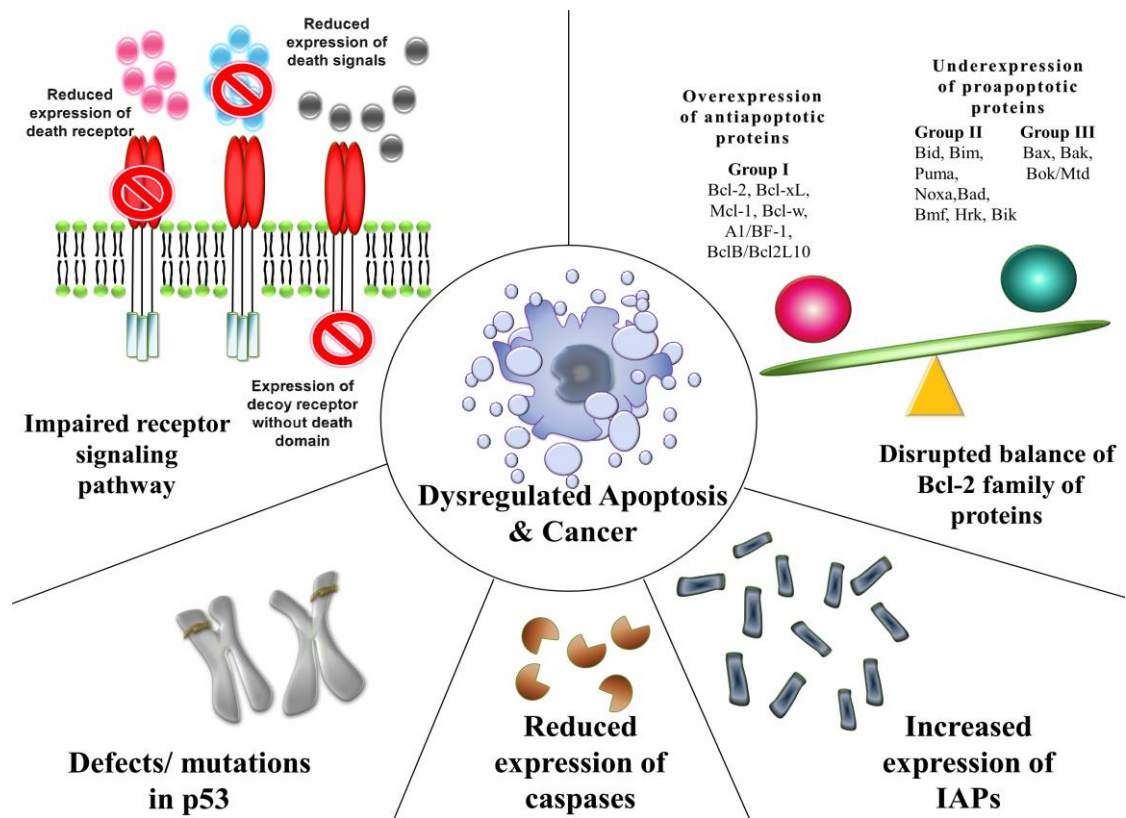 Reduced
expression of
death signals
Reduced
expression of
death receptor
Expression of
decoy receptor
without death
domain
Impaired receptor
signaling
pathway
Overexpression
of antiapoptotic
proteins
Group I
Bcl-2, Bcl-xL,
Mcl-1, Bcl-w,
A1/BF-1,
BclB/Bcl2L10
Underexpression
of proapoptotic
proteins
Group II
Bid, Bim,
Puma,
Noxa,Bad,
Bmf, Hrk, Bik
Group III
Bax, Bak,
Bok/Mtd
Disrupted balance of
Bcl-2 family of
proteins
Dysregulated Apoptosis
& Cancer
Defects/ mutations
in p53
Reduced
expression of
caspases
Increased
expression of
IAPs